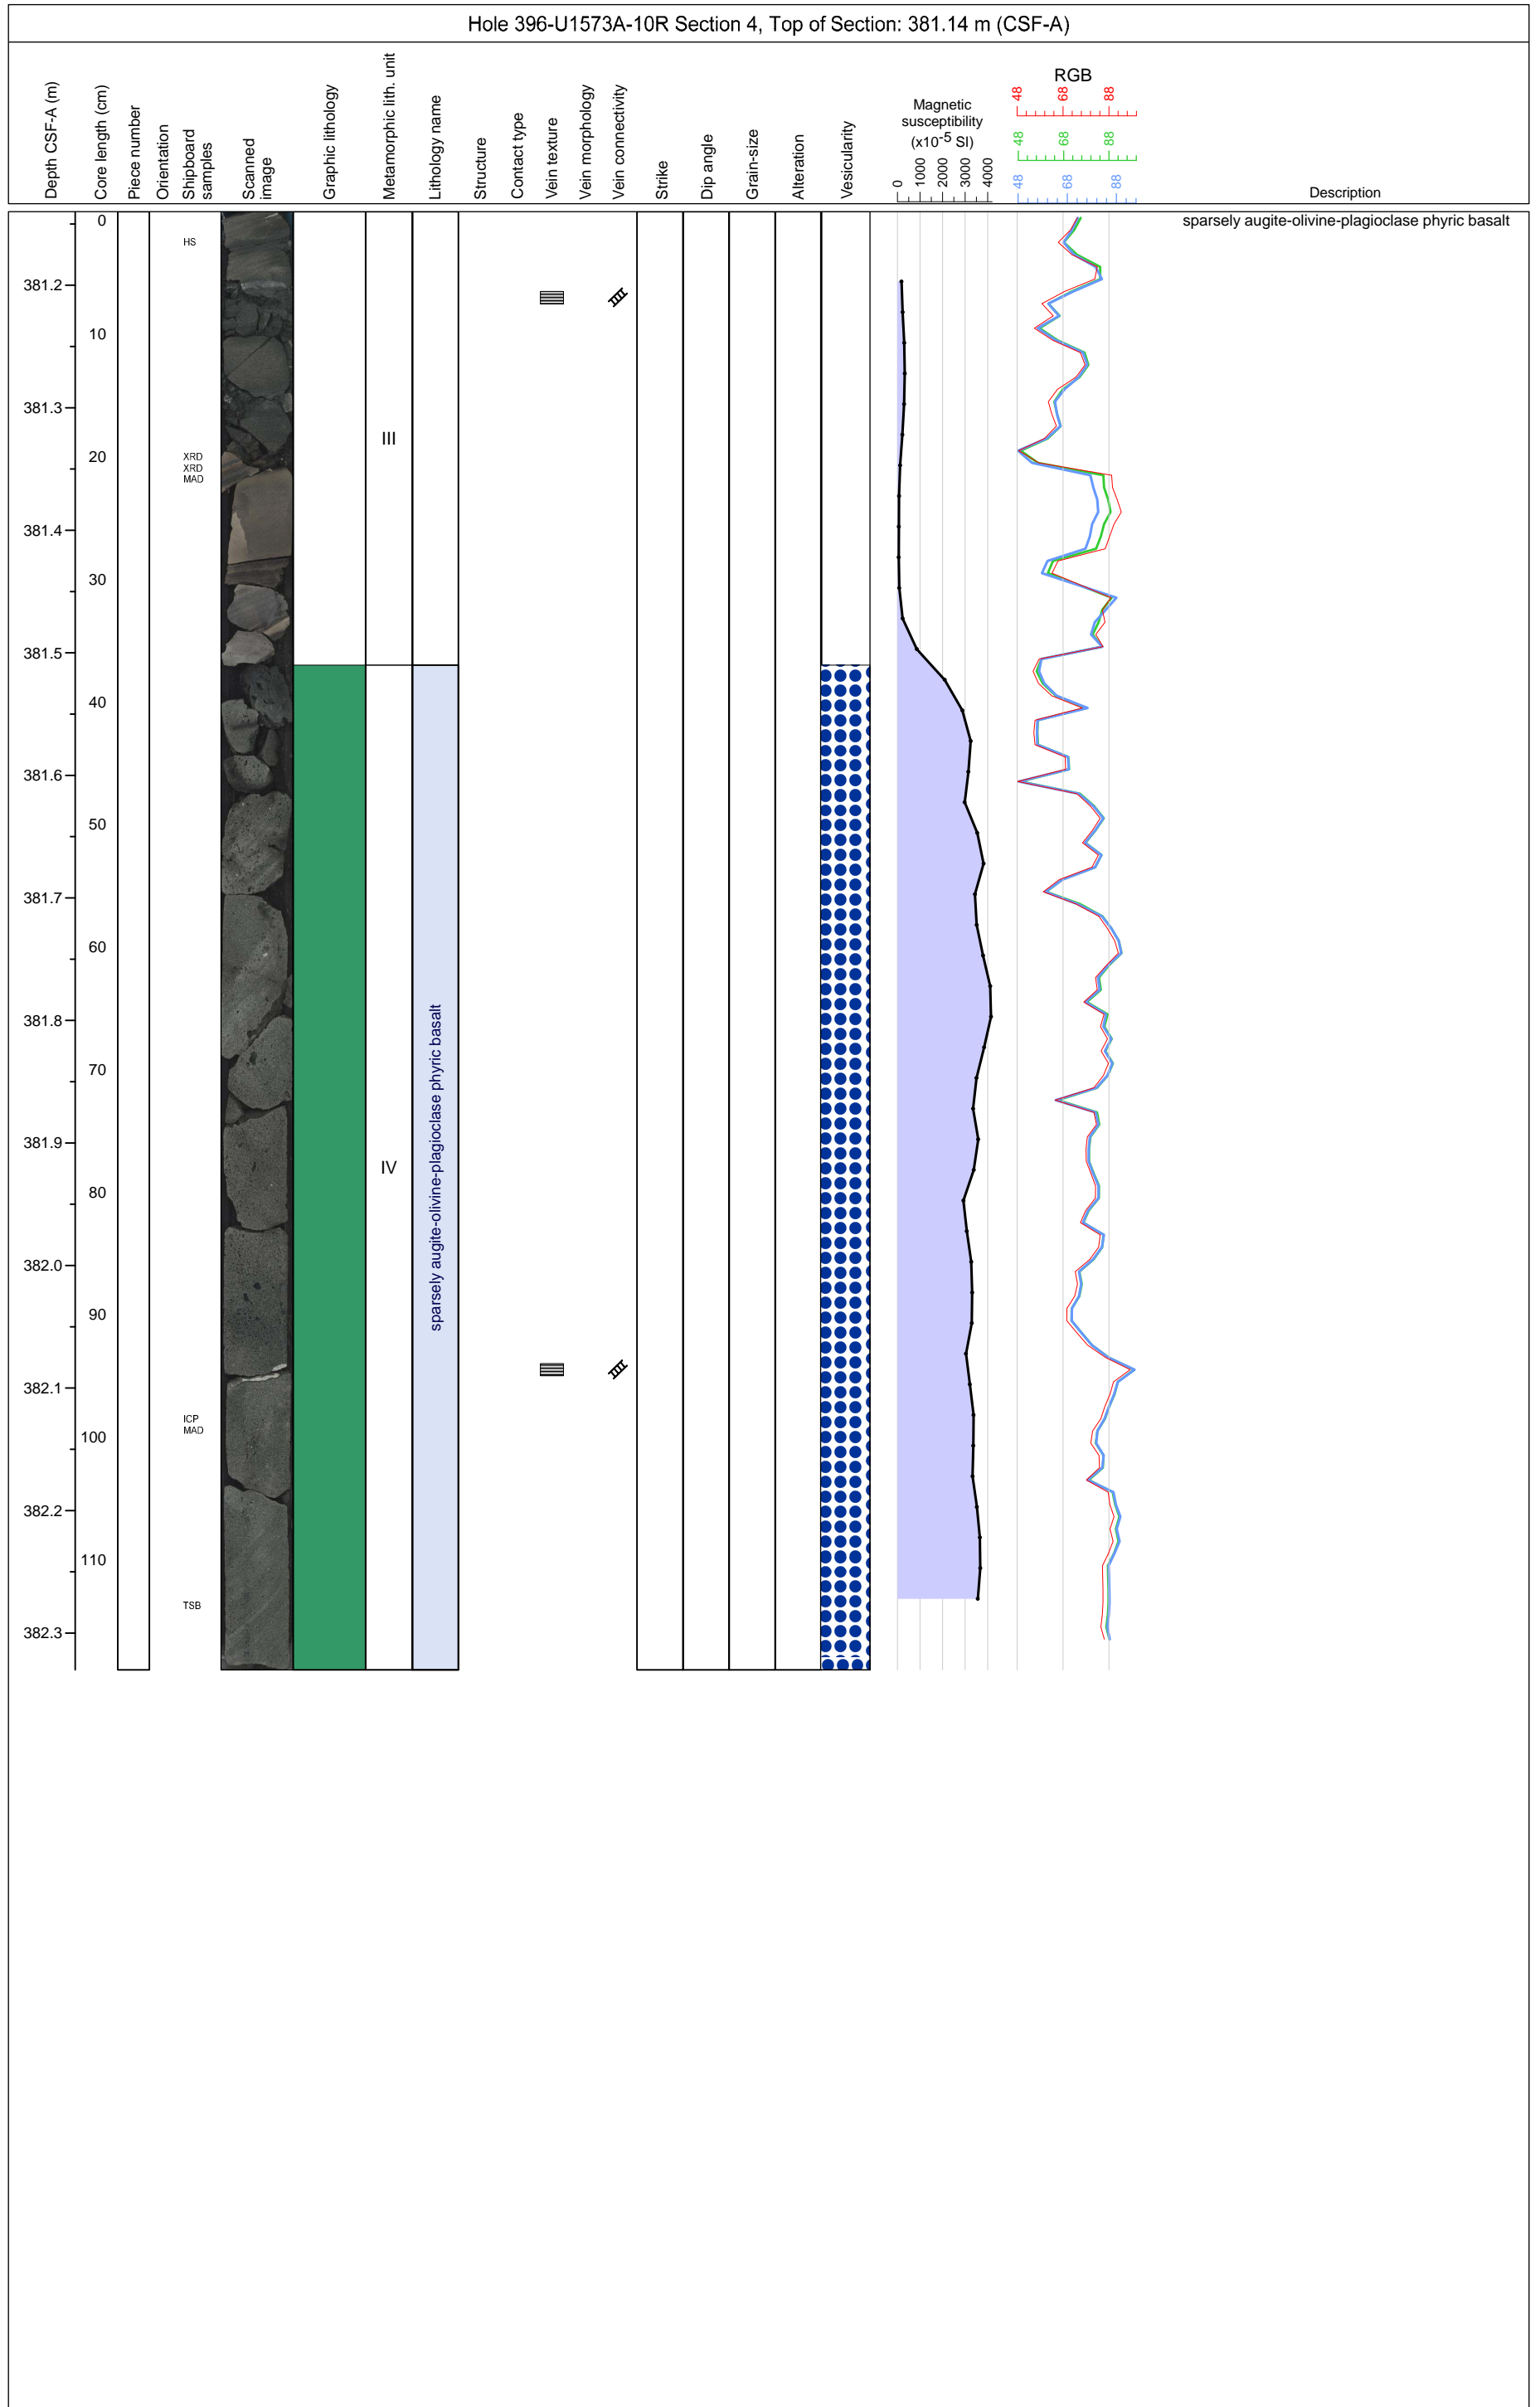 Hole 396-U1573A-10R Section 4, Top of Section: 381.14 m (CSF-A)
Depth CSF-A (m)
Core length (cm)
Piece number
Orientation
Shipboard
samples
Scanned
image
Graphic lithology
Metamorphic lith. unit
Lithology name
Structure
Contact type
Vein texture
Vein morphology
Vein connectivity
Strike
Dip angle
Grain-size
Alteration
Vesicularity
Magnetic
susceptibility
(x10-5 SI)
0 1000 2000 3000 4000
RGB
48 68 88
48 68 88
48 68 88
Description
sparsely augite-olivine-plagioclase phyric basalt
0
HS
381.2
10
381.3
III
20
XRD
XRD
MAD
381.4
30
381.5
40
381.6
50
381.7
60
381.8
70
381.9
IV
sparsely augite-olivine-plagioclase phyric basalt
80
382.0
90
382.1
ICP
MAD
100
382.2
110
TSB
382.3